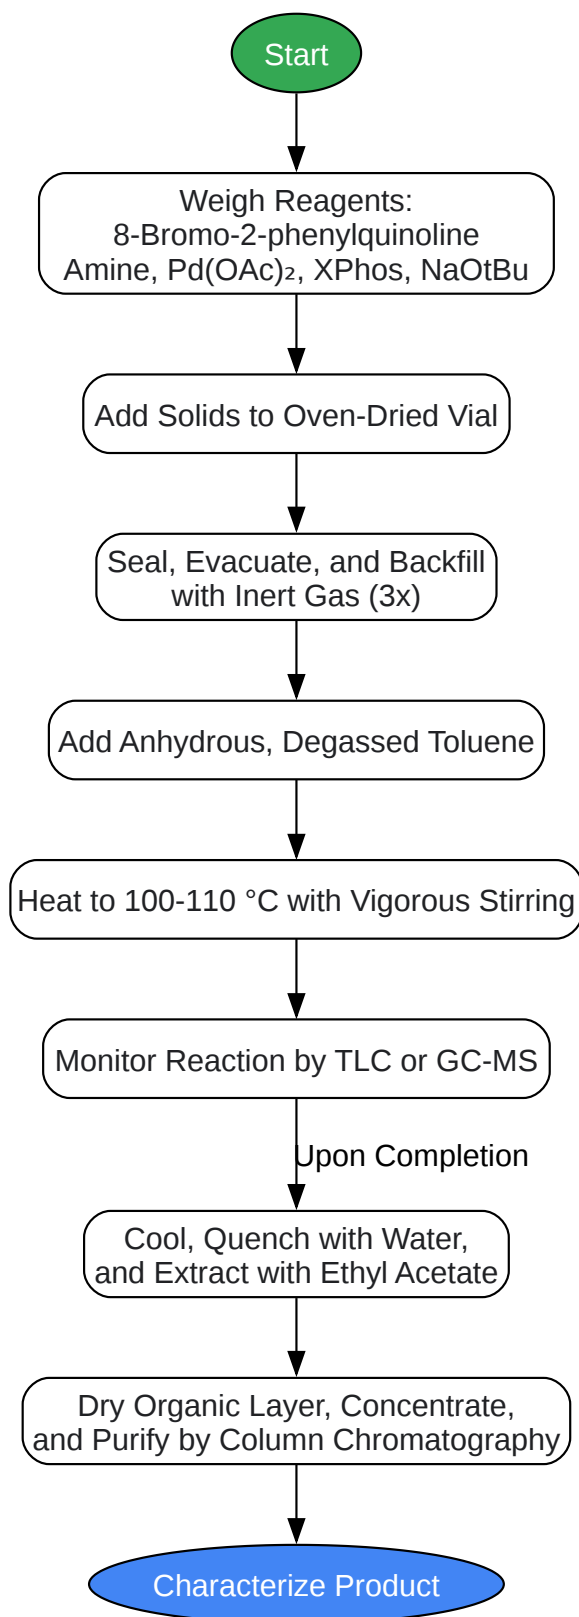 Start
Weigh Reagents:
8-Bromo-2-phenylquinoline
Amine, Pd(OAc)₂, XPhos, NaOtBu
Add Solids to Oven-Dried Vial
Seal, Evacuate, and Backfill
with Inert Gas (3x)
Add Anhydrous, Degassed Toluene
Heat to 100-110 °C with Vigorous Stirring
Monitor Reaction by TLC or GC-MS
Upon Completion
Cool, Quench with Water,
and Extract with Ethyl Acetate
Dry Organic Layer, Concentrate,
and Purify by Column Chromatography
Characterize Product